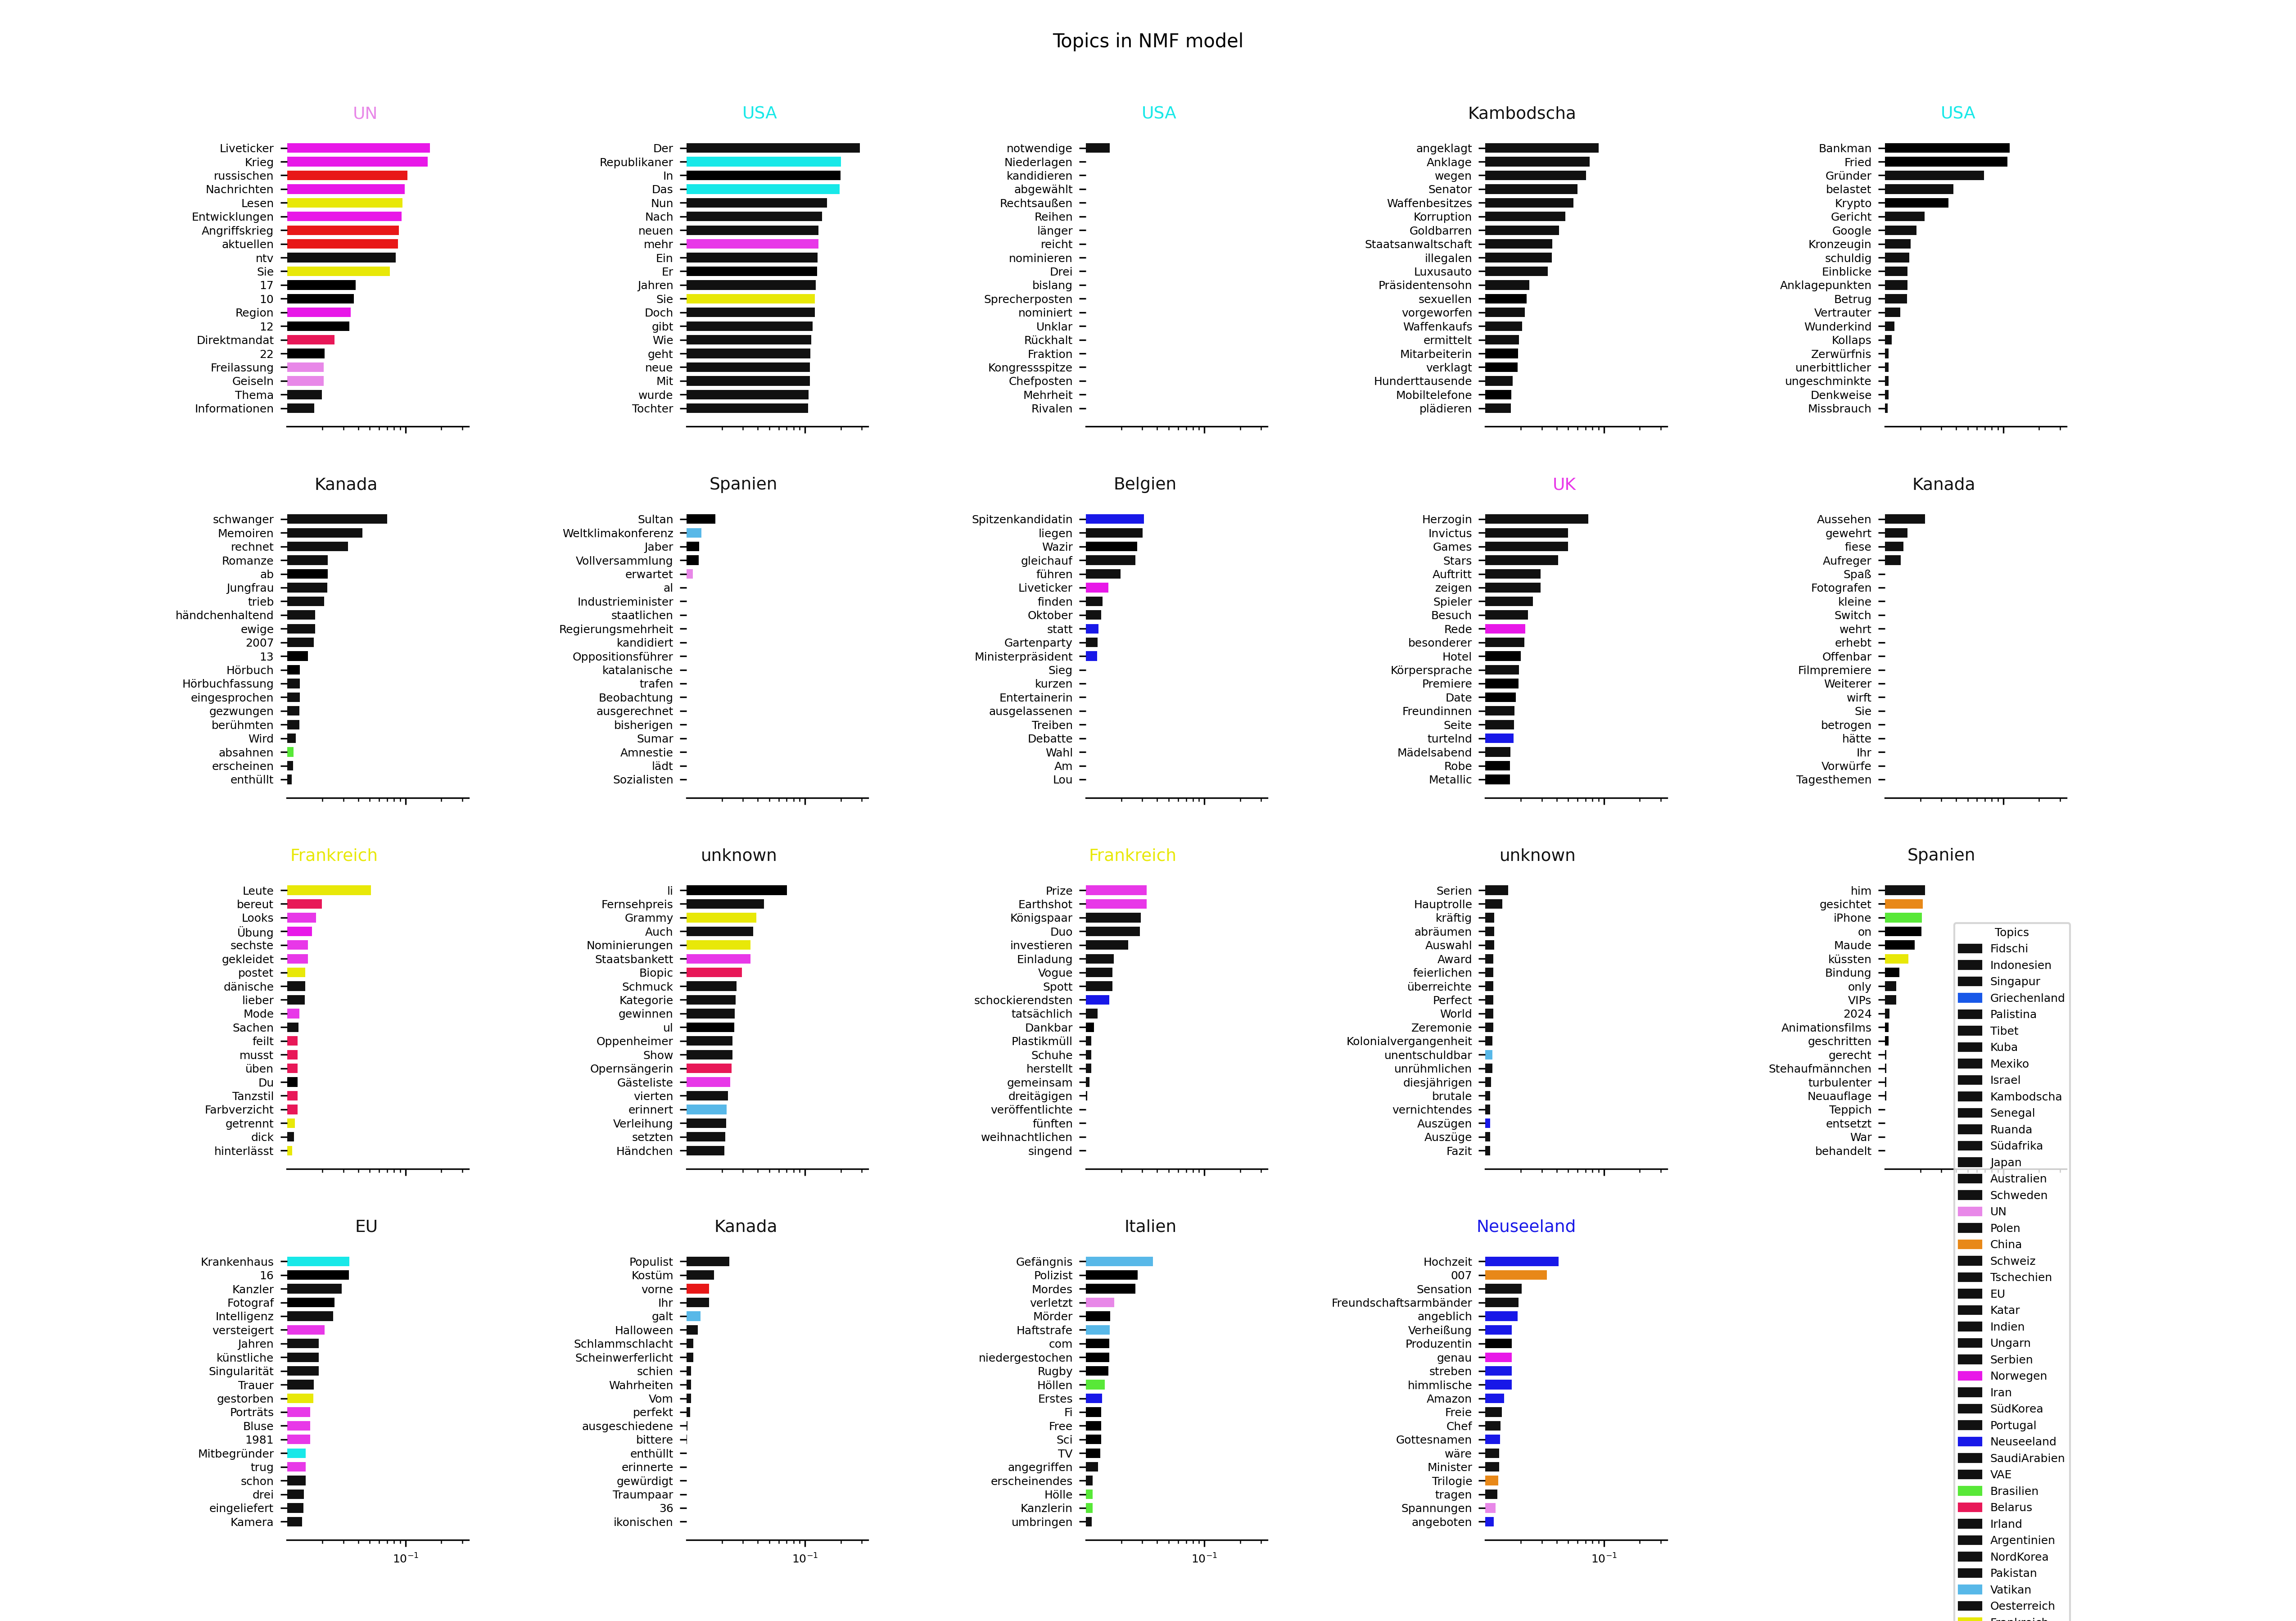 Topics in NMF model
UN
Liveticker
Krieg
russischen
Nachrichten
Lesen
Entwicklungen
Angriffskrieg
aktuellen
ntv
Sie
17
10
Region
12
Direktmandat
22
Freilassung
Geiseln
Thema
Informationen
USA
Der
Republikaner
In
Das
Nun
Nach
neuen
mehr
Ein
Er
Jahren
Sie
Doch
gibt
Wie
geht
neue
Mit
wurde
Tochter
USA
notwendige
Niederlagen
kandidieren
abgewählt
Rechtsaußen
Reihen
länger
reicht
nominieren
Drei
bislang
Sprecherposten
nominiert
Unklar
Rückhalt
Fraktion
Kongressspitze
Chefposten
Mehrheit
Rivalen
Kambodscha
angeklagt
Anklage
wegen
Senator
Waffenbesitzes
Korruption
Goldbarren
Staatsanwaltschaft
illegalen
Luxusauto
Präsidentensohn
sexuellen
vorgeworfen
Waffenkaufs
ermittelt
Mitarbeiterin
verklagt
Hunderttausende
Mobiltelefone
plädieren
USA
Bankman
Fried
Gründer
belastet
Krypto
Gericht
Google
Kronzeugin
schuldig
Einblicke
Anklagepunkten
Betrug
Vertrauter
Wunderkind
Kollaps
Zerwürfnis
unerbittlicher
ungeschminkte
Denkweise
Missbrauch
Kanada
schwanger
Memoiren
rechnet
Romanze
ab
Jungfrau
trieb
händchenhaltend
ewige
2007
13
Hörbuch
Hörbuchfassung
eingesprochen
gezwungen
berühmten
Wird
absahnen
erscheinen
enthüllt
Spanien
Sultan
Weltklimakonferenz
Jaber
Vollversammlung
erwartet
al
Industrieminister
staatlichen
Regierungsmehrheit
kandidiert
Oppositionsführer
katalanische
trafen
Beobachtung
ausgerechnet
bisherigen
Sumar
Amnestie
lädt
Sozialisten
Belgien
Spitzenkandidatin
liegen
Wazir
gleichauf
führen
Liveticker
finden
Oktober
statt
Gartenparty
Ministerpräsident
Sieg
kurzen
Entertainerin
ausgelassenen
Treiben
Debatte
Wahl
Am
Lou
UK
Herzogin
Invictus
Games
Stars
Auftritt
zeigen
Spieler
Besuch
Rede
besonderer
Hotel
Körpersprache
Premiere
Date
Freundinnen
Seite
turtelnd
Mädelsabend
Robe
Metallic
Kanada
Aussehen
gewehrt
fiese
Aufreger
Spaß
Fotografen
kleine
Switch
wehrt
erhebt
Offenbar
Filmpremiere
Weiterer
wirft
Sie
betrogen
hätte
Ihr
Vorwürfe
Tagesthemen
Frankreich
Leute
bereut
Looks
Übung
sechste
gekleidet
postet
dänische
lieber
Mode
Sachen
feilt
musst
üben
Du
Tanzstil
Farbverzicht
getrennt
dick
hinterlässt
unknown
li
Fernsehpreis
Grammy
Auch
Nominierungen
Staatsbankett
Biopic
Schmuck
Kategorie
gewinnen
ul
Oppenheimer
Show
Opernsängerin
Gästeliste
vierten
erinnert
Verleihung
setzten
Händchen
Frankreich
Prize
Earthshot
Königspaar
Duo
investieren
Einladung
Vogue
Spott
schockierendsten
tatsächlich
Dankbar
Plastikmüll
Schuhe
herstellt
gemeinsam
dreitägigen
veröffentlichte
fünften
weihnachtlichen
singend
unknown
Serien
Hauptrolle
kräftig
abräumen
Auswahl
Award
feierlichen
überreichte
Perfect
World
Zeremonie
Kolonialvergangenheit
unentschuldbar
unrühmlichen
diesjährigen
brutale
vernichtendes
Auszügen
Auszüge
Fazit
Spanien
him
gesichtet
iPhone
on
Maude
küssten
Bindung
only
VIPs
2024
Animationsfilms
geschritten
gerecht
Stehaufmännchen
turbulenter
Neuauflage
Teppich
entsetzt
War
behandelt
EU
Krankenhaus
16
Kanzler
Fotograf
Intelligenz
versteigert
Jahren
künstliche
Singularität
Trauer
gestorben
Porträts
Bluse
1981
Mitbegründer
trug
schon
drei
eingeliefert
Kamera
10⁻¹
Kanada
Populist
Kostüm
vorne
Ihr
galt
Halloween
Schlammschlacht
Scheinwerferlicht
schien
Wahrheiten
Vom
perfekt
ausgeschiedene
bittere
enthüllt
erinnerte
gewürdigt
Traumpaar
36
ikonischen
10⁻¹
Italien
Gefängnis
Polizist
Mordes
verletzt
Mörder
Haftstrafe
com
niedergestochen
Rugby
Höllen
Erstes
Fi
Free
Sci
TV
angegriffen
erscheinendes
Hölle
Kanzlerin
umbringen
10⁻¹
Neuseeland
Hochzeit
007
Sensation
Freundschaftsarmbänder
angeblich
Verheißung
Produzentin
genau
streben
himmlische
Amazon
Freie
Chef
Gottesnamen
wäre
Minister
Trilogie
tragen
Spannungen
angeboten
10⁻¹
Topics
Fidschi
Indonesien
Singapur
Griechenland
Palistina
Tibet
Kuba
Mexiko
Israel
Kambodscha
Senegal
Ruanda
Südafrika
Japan
Australien
Schweden
UN
Polen
China
Schweiz
Tschechien
EU
Katar
Indien
Ungarn
Serbien
Norwegen
Iran
SüdKorea
Portugal
Neuseeland
SaudiArabien
VAE
Brasilien
Belarus
Irland
Argentinien
NordKorea
Pakistan
Vatikan
Oesterreich